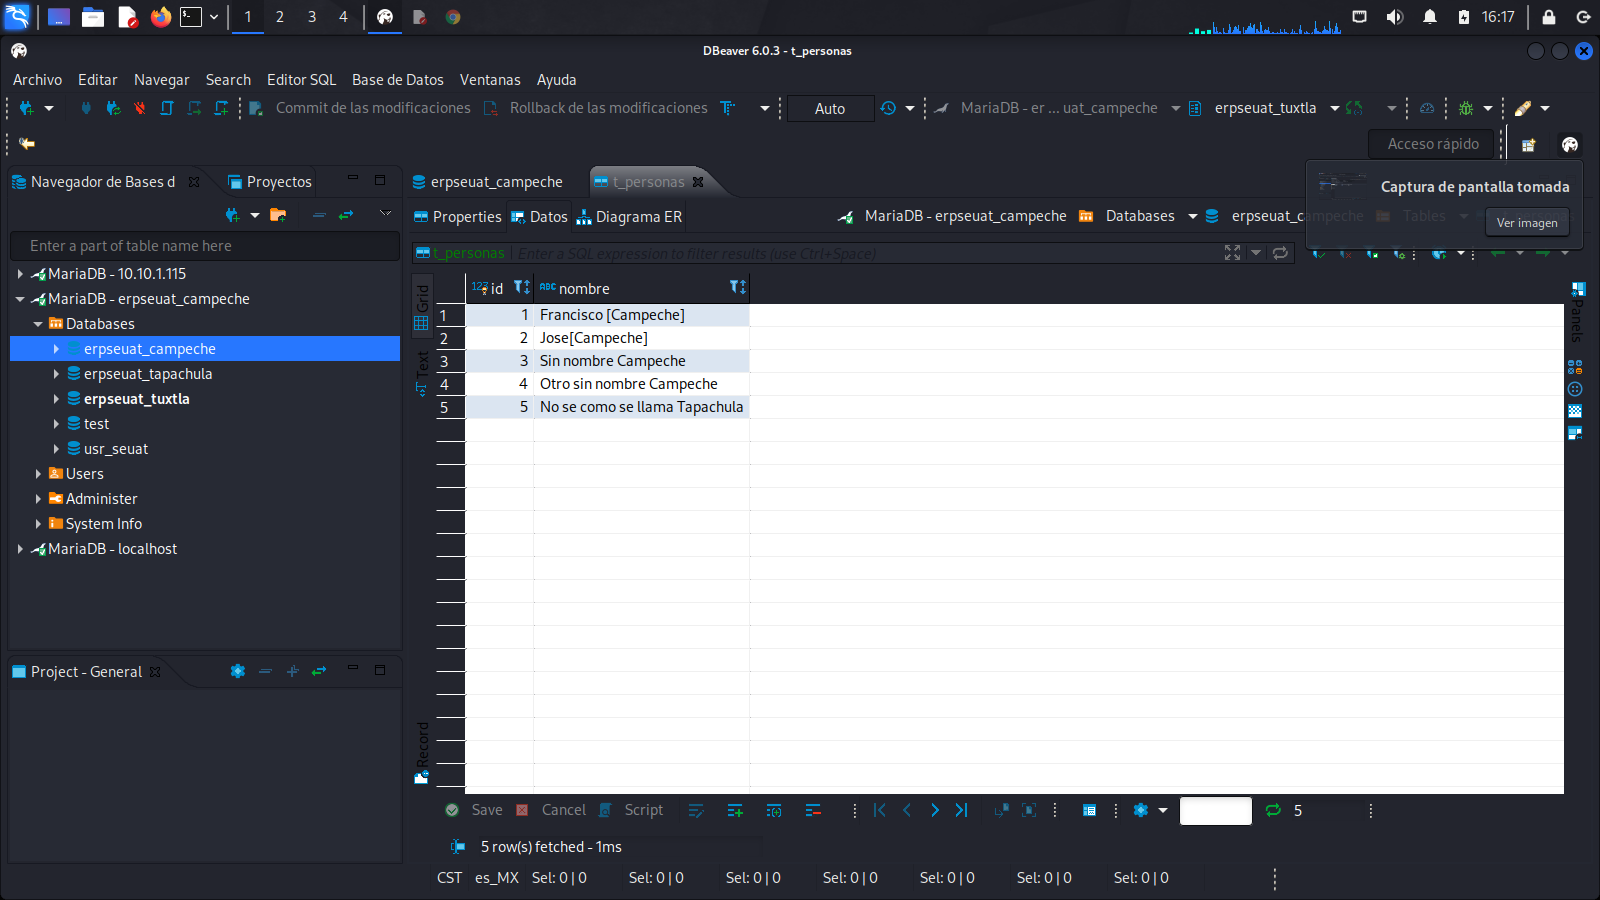 1 2 3 4 16:17
DBeaver 6.0.3 - t_personas
Archivo Editar Navegar Search Editor SQL Base de Datos Ventanas Ayuda
Commit de las modificaciones Rollback de las modificaciones Auto MariaDB - er ... uat_campeche erpseuat_tuxtla
Acceso rápido
Captura de pantalla tomada
Ver imagen
Navegador de Bases d Proyectos
erpseuat_campeche t_personas
Properties Datos Diagrama ER MariaDB - erpseuat_campeche Databases erpseuat_campeche Tables
Enter a part of table name here
t_personas Enter a SQL expression to filter results (use Ctrl+Space)
MariaDB - 10.10.1.115
MariaDB - erpseuat_campeche
Databases
erpseuat_campeche
erpseuat_tapachula
erpseuat_tuxtla
test
usr_seuat
Users
Administer
System Info
MariaDB - localhost
Grid
Text
Record
Panels
123 id ABC nombre
1 1 Francisco [Campeche]
2 2 Jose[Campeche]
3 3 Sin nombre Campeche
4 4 Otro sin nombre Campeche
5 5 No se como se llama Tapachula
Project - General
Save Cancel Script 5
5 row(s) fetched - 1ms
CST es_MX Sel: 0 | 0 Sel: 0 | 0 Sel: 0 | 0 Sel: 0 | 0 Sel: 0 | 0 Sel: 0 | 0 Sel: 0 | 0